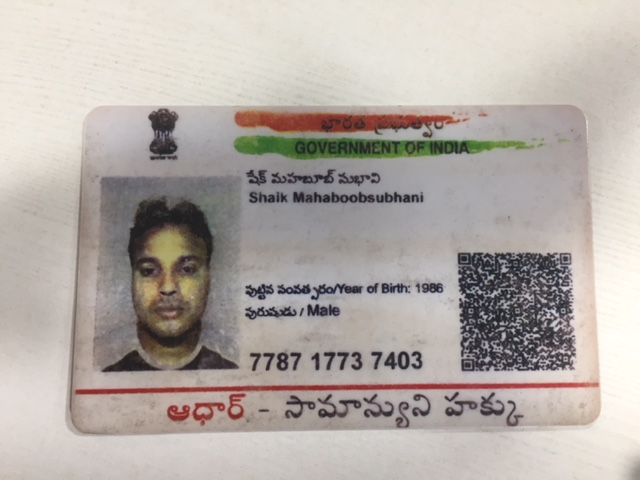 భారత ప్రభుత్వం
GOVERNMENT OF INDIA
షేక్ మహబూబ్ సుభాని
Shaik Mahaboobsubhani
పుట్టిన సంవత్సరం/Year of Birth: 1986
పురుషుడు / Male
7787 1773 7403
ఆధార్ - సామాన్యుని హక్కు